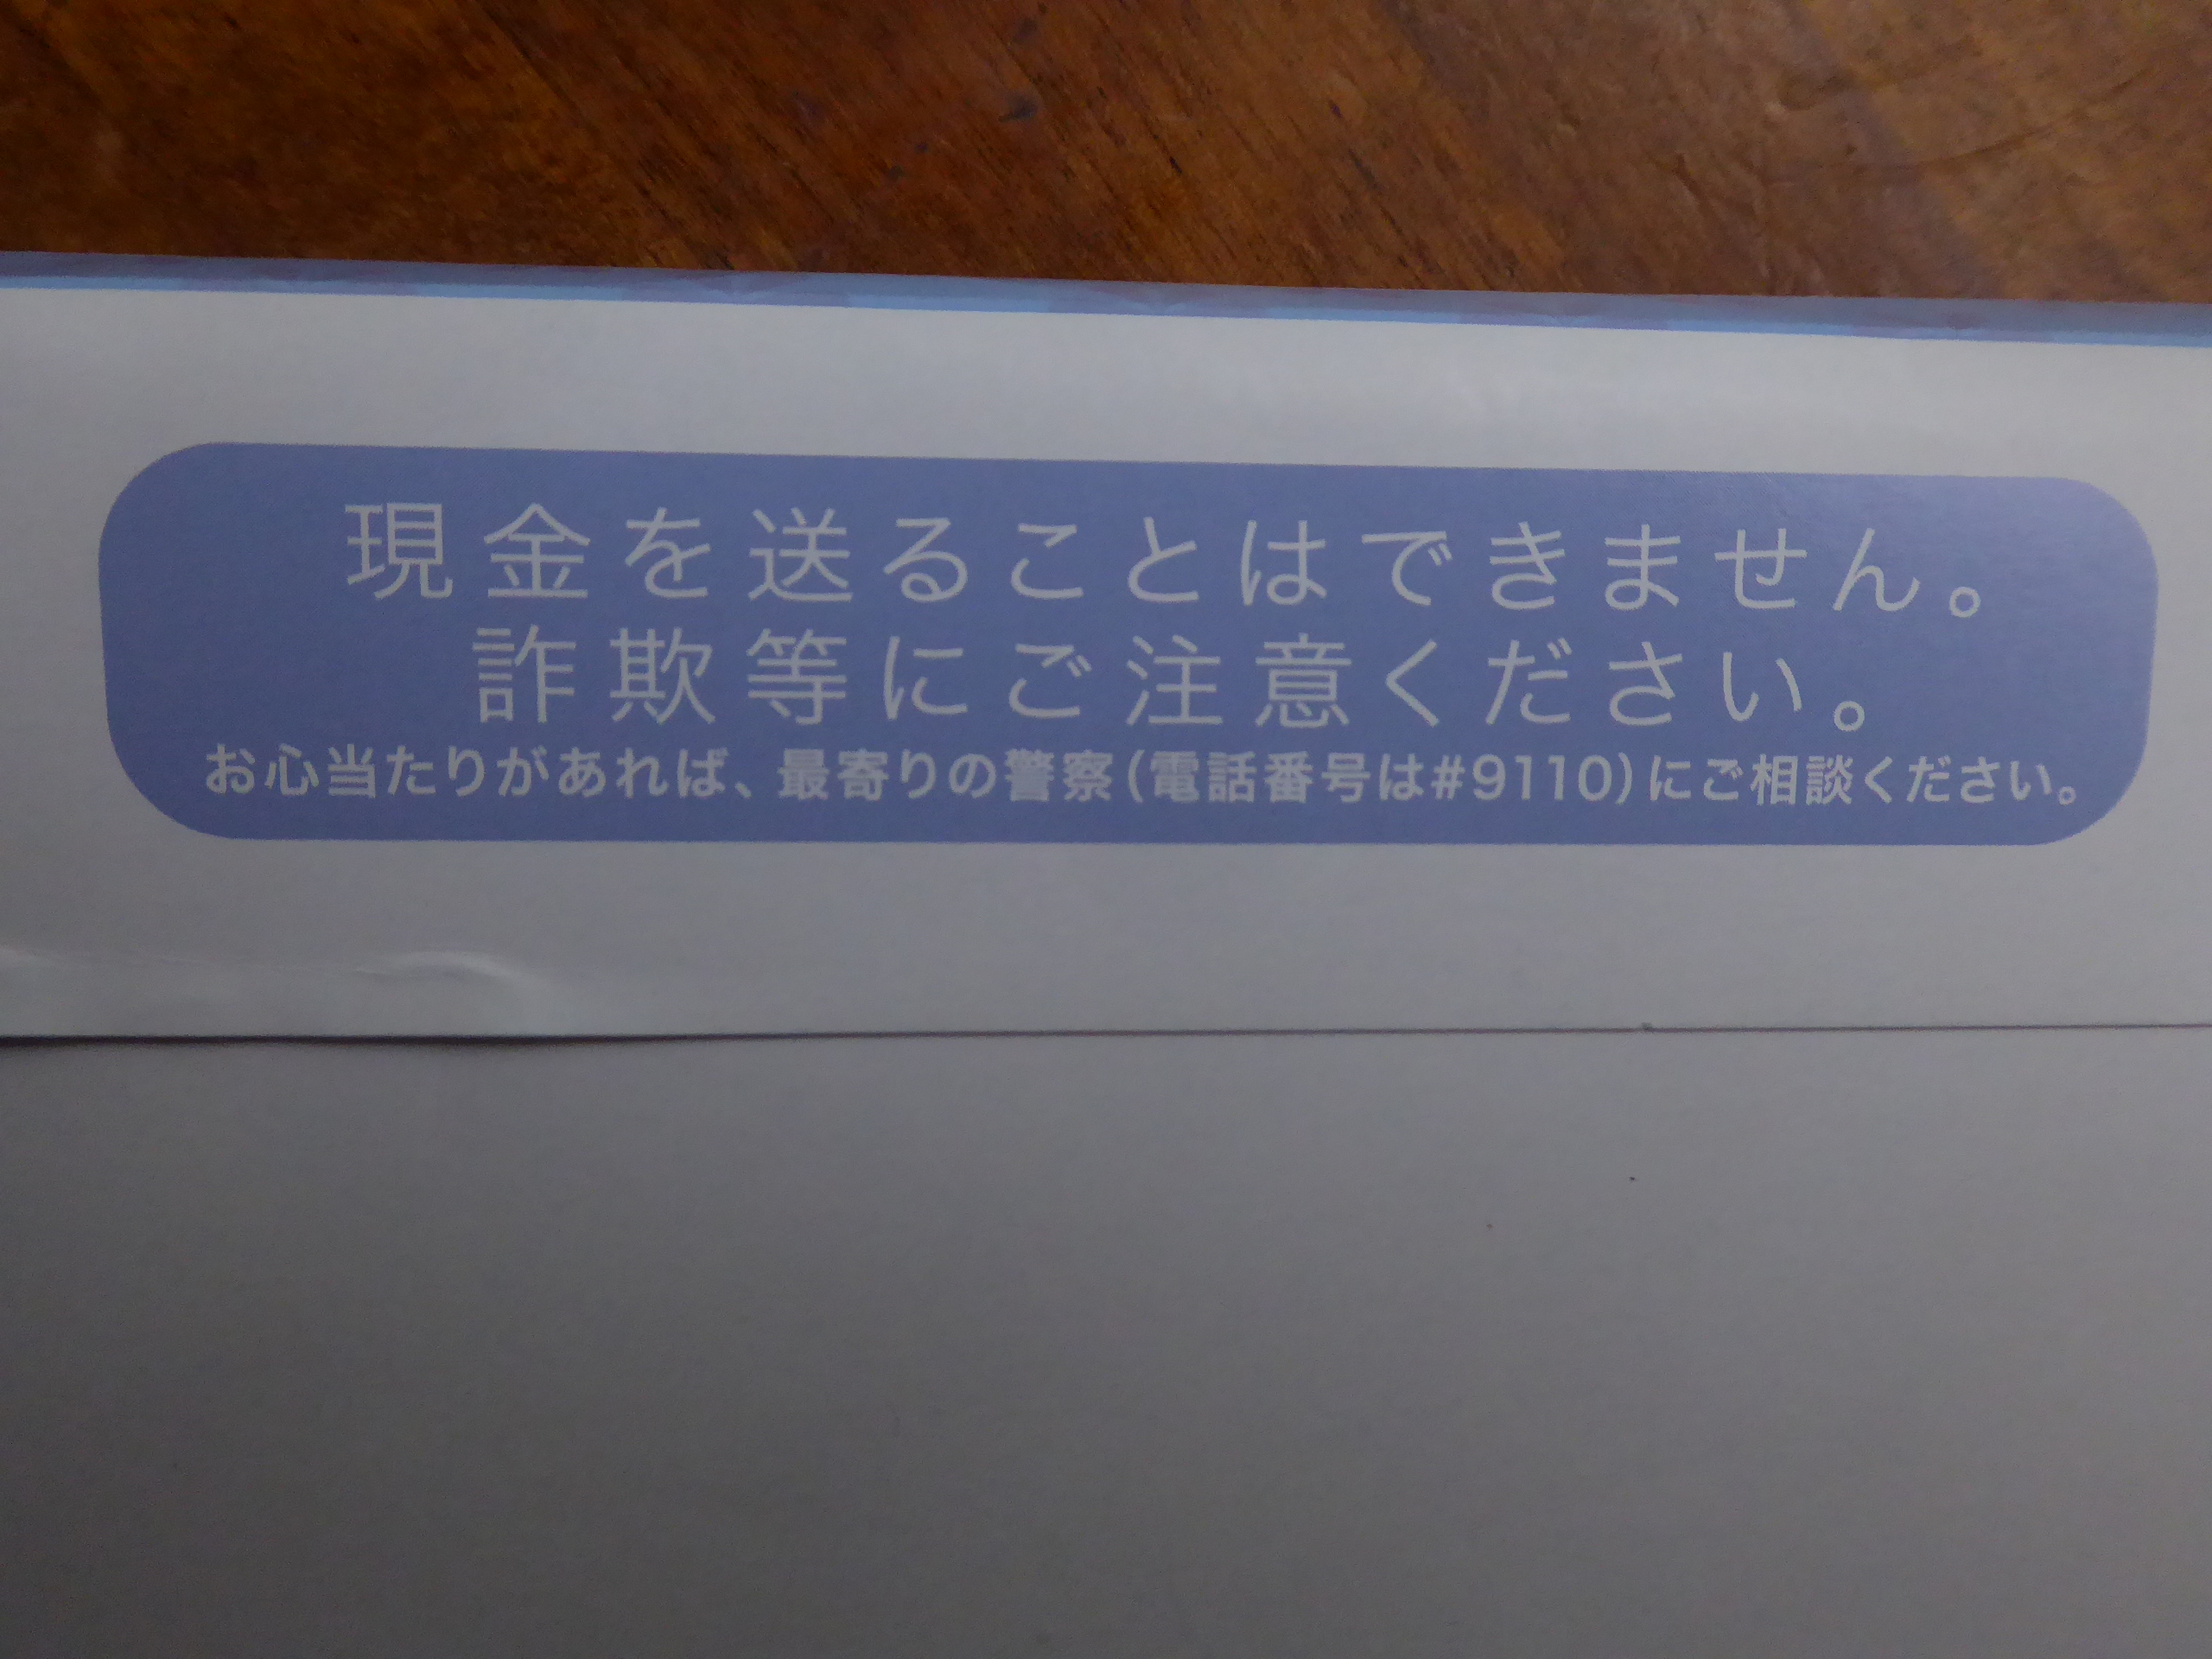 現金を送ることはできません。
詐欺等にご注意ください。
お心当たりがあれば、最寄りの警察(電話番号は#9110)にご相談ください。